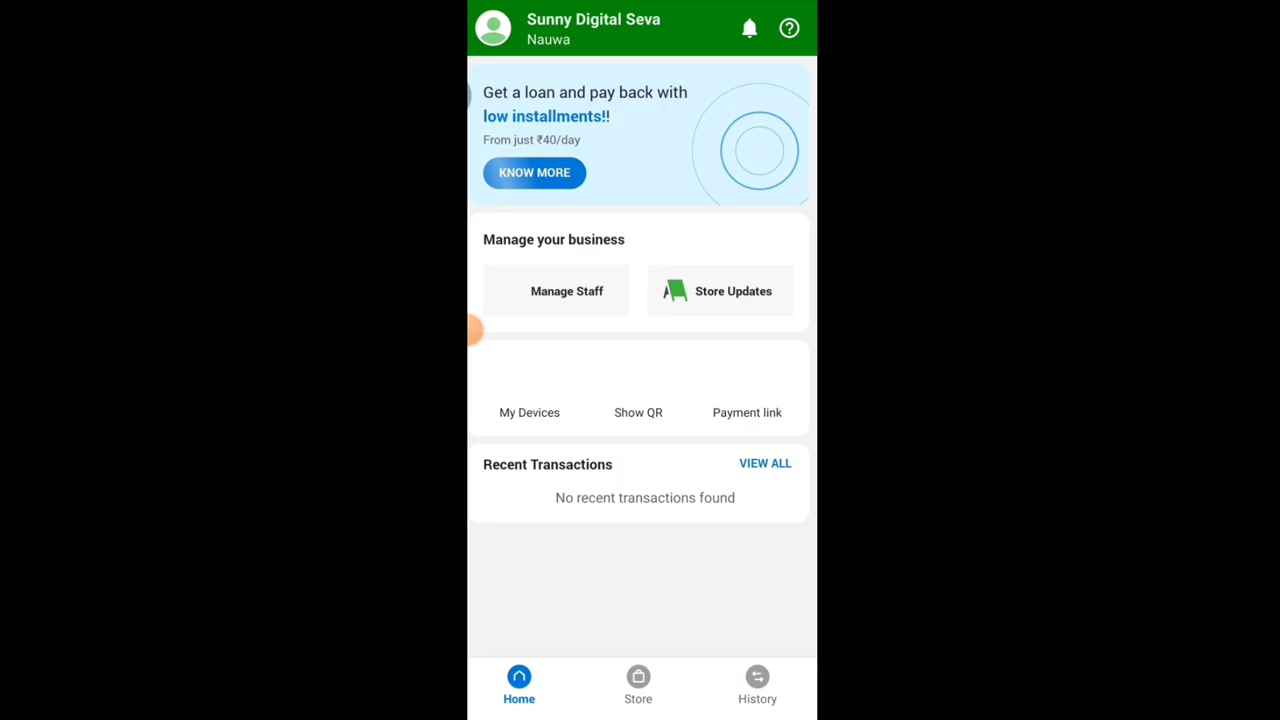 Sunny Digital Seva
Nauwa
Get a loan and pay back with
low installments!!
From just ₹40/day
KNOW MORE
Manage your business
Manage Staff
Store Updates
My Devices
Show QR
Payment link
Recent Transactions
VIEW ALL
No recent transactions found
Home
Store
History